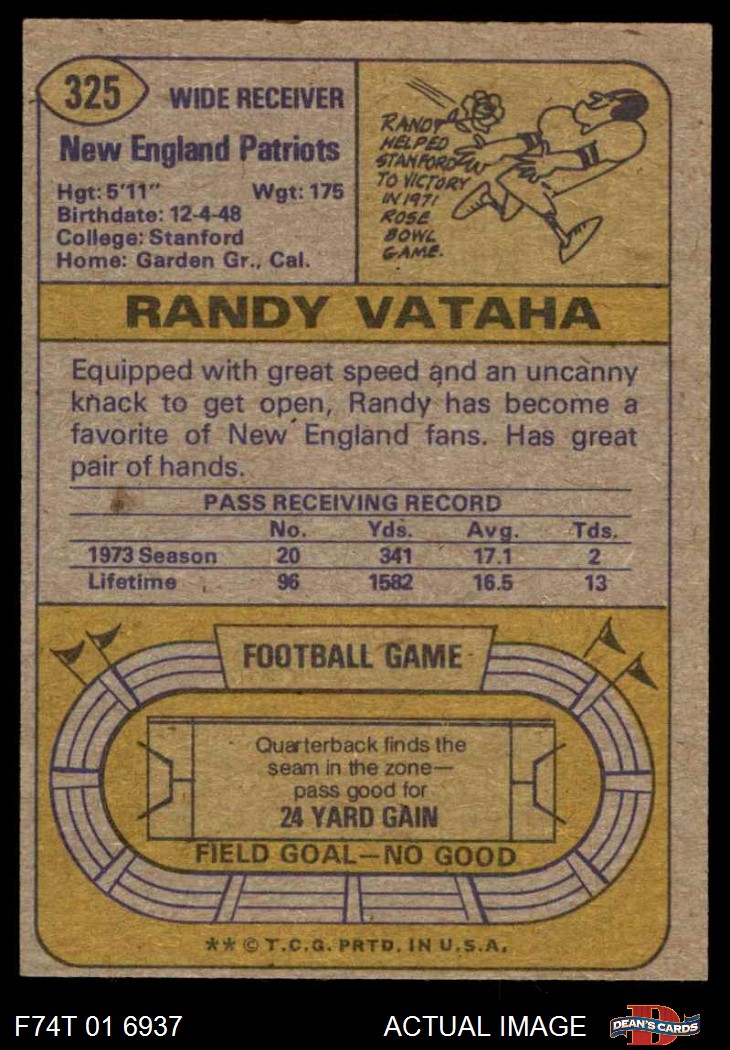 325
WIDE RECEIVER
New England Patriots
Hgt: 5'11" Wgt: 175
Birthdate: 12-4-48
College: Stanford
Home: Garden Gr., Cal.
RANDY
HELPED
STANFORD
TO VICTORY
IN 1971
ROSE
BOWL
GAME.
RANDY VATAHA
Equipped with great speed and an uncanny
knack to get open, Randy has become a
favorite of New England fans. Has great
pair of hands.
PASS RECEIVING RECORD
No. Yds. Avg. Tds.
1973 Season 20 341 17.1 2
Lifetime 96 1582 16.5 13
FOOTBALL GAME
Quarterback finds the
seam in the zone—
pass good for
24 YARD GAIN
FIELD GOAL—NO GOOD
** © T.C.G. PRTD. IN U.S.A.
F74T 01 6937 ACTUAL IMAGE
D
DEAN'S CARDS